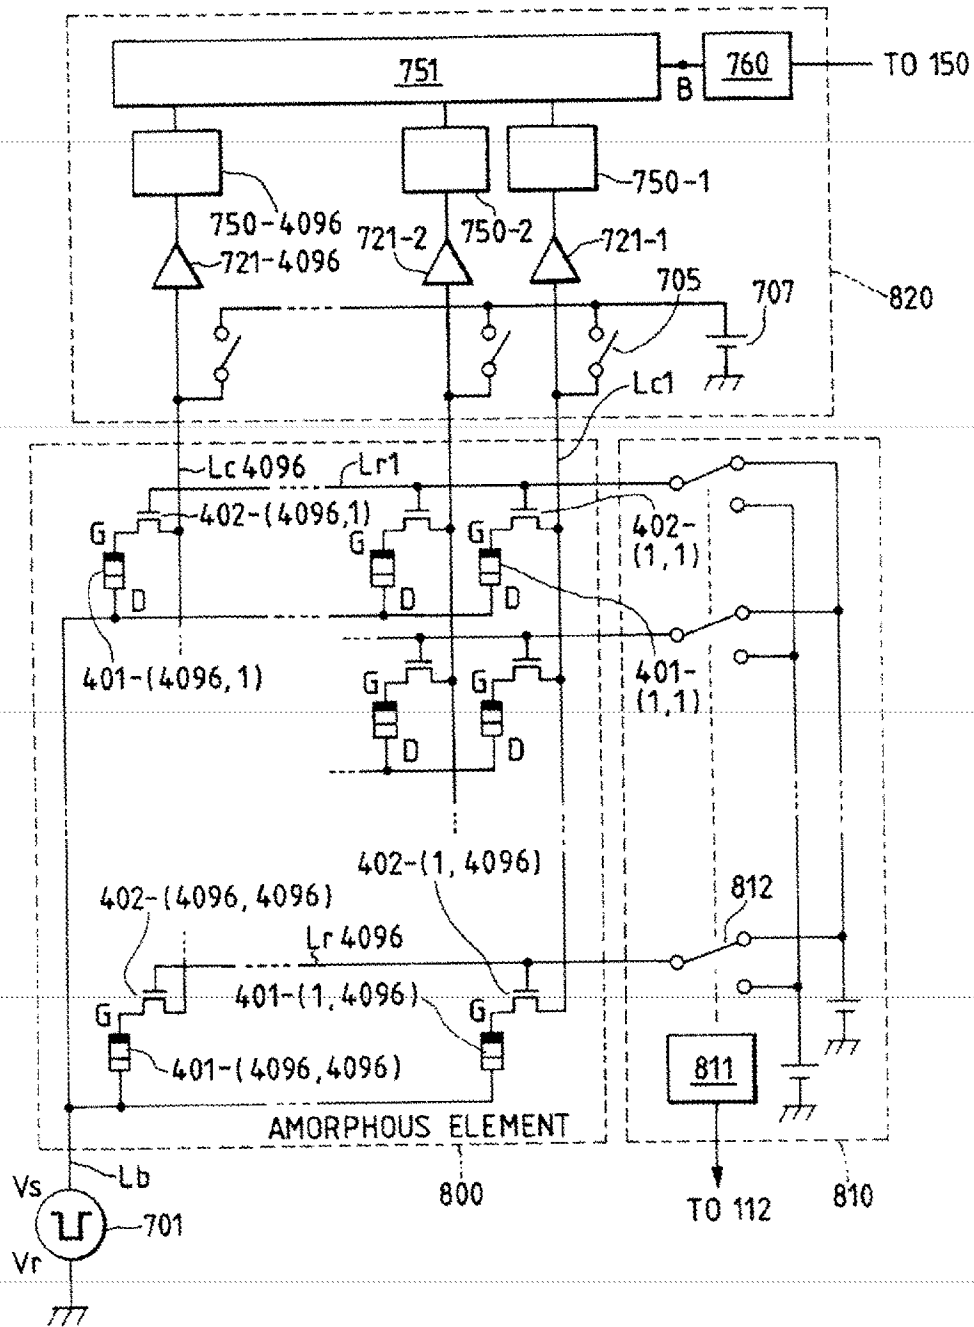 751
760
TO 150
B
750-1
750-4096
750-2
721-4096
721-2
721-1
705
707
820
Lc1
Lc4096
Lr1
402-(4096,1)
402-
(1,1)
G
G
G
D
D
D
401-(4096,1)
401-
(1,1)
G
G
D
D
402-(1,4096)
402-(4096,4096)
812
Lr4096
401-(1,4096)
G
G
401-(4096,4096)
811
AMORPHOUS ELEMENT
Lb
800
810
TO 112
Vs
701
Vr